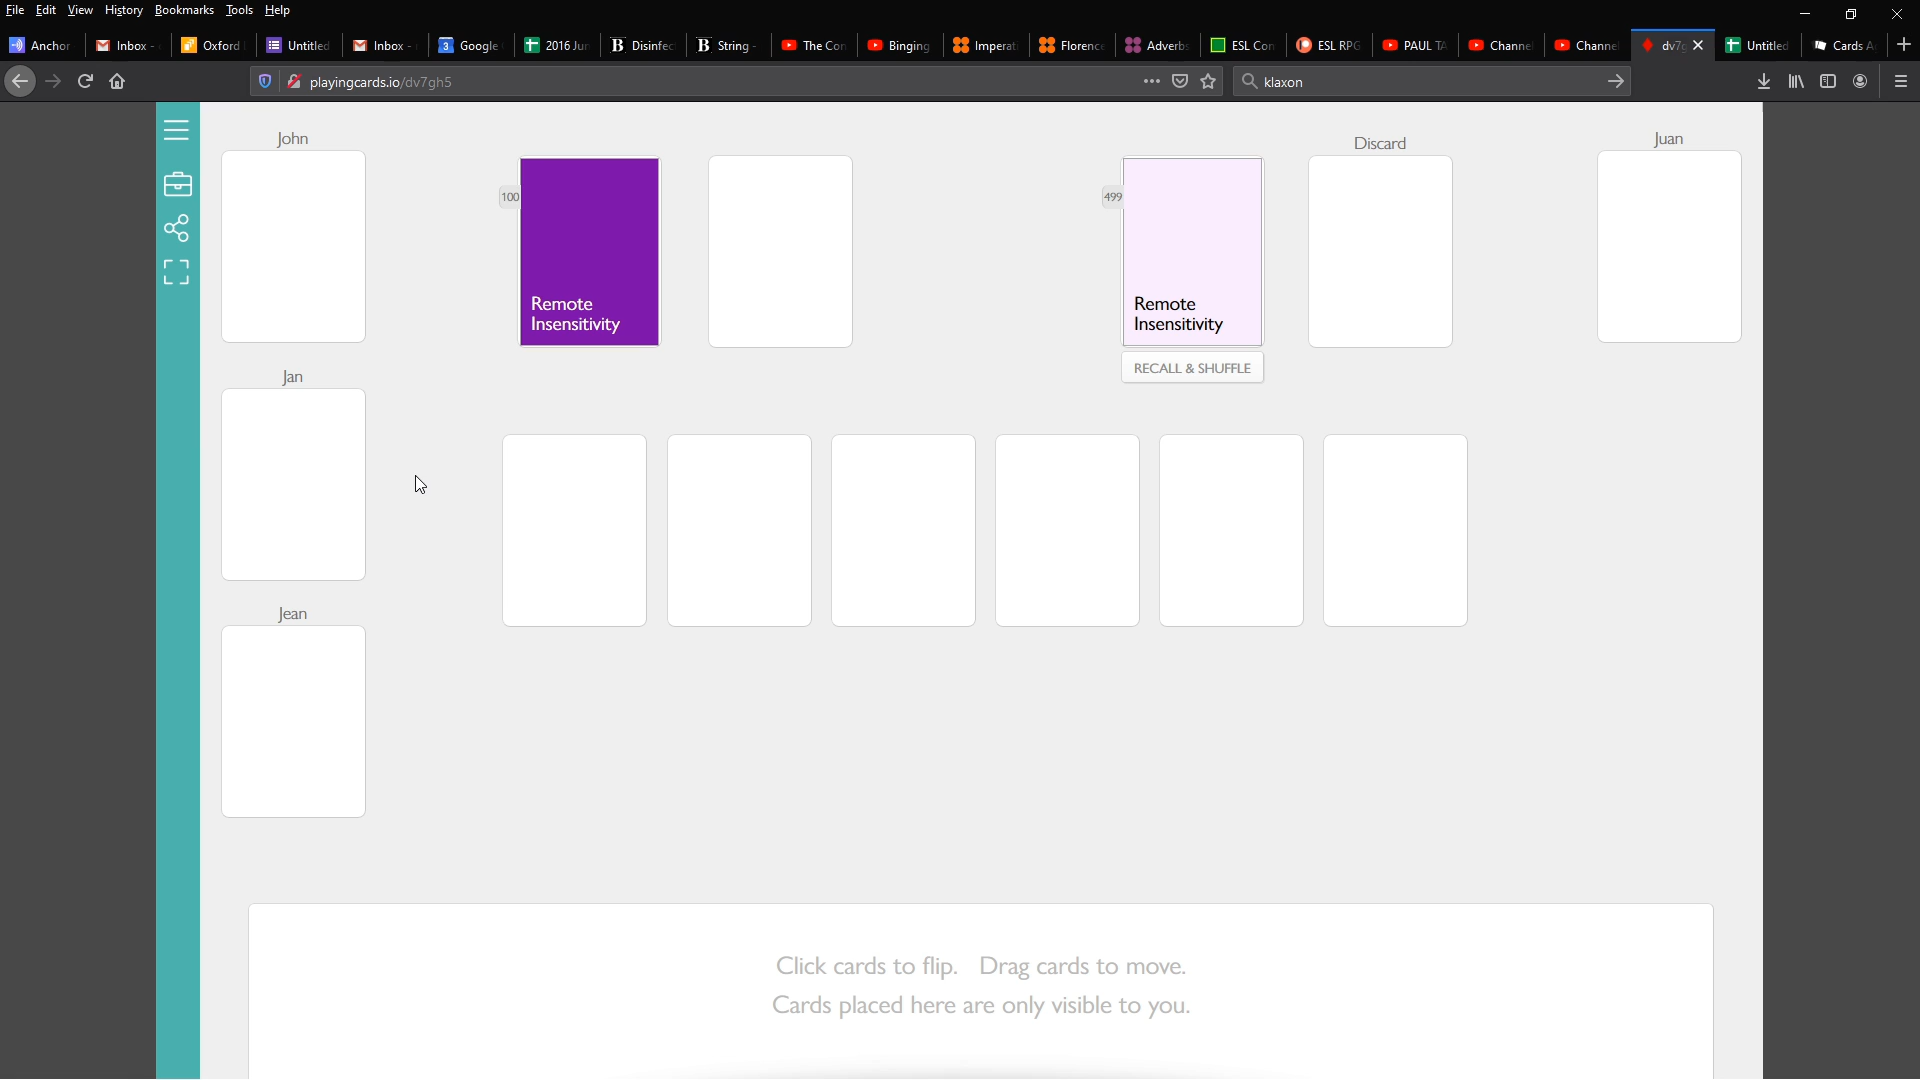 File Edit View History Bookmarks Tools Help
Anchor
Inbox -
Oxford
Untitled
Inbox -
Google
2016 Jun
Disinfec
String -
The Con
Binging
Imperat
Florence
Adverbs
ESL Con
ESL RPG
PAUL TA
Channe
Channe
dv7g
Untitled
Cards A
playingcards.io/dv7gh5
klaxon
John
Discard
Juan
100
Remote
Insensitivity
499
Remote
Insensitivity
RECALL & SHUFFLE
Jan
Jean
Click cards to flip. Drag cards to move.
Cards placed here are only visible to you.